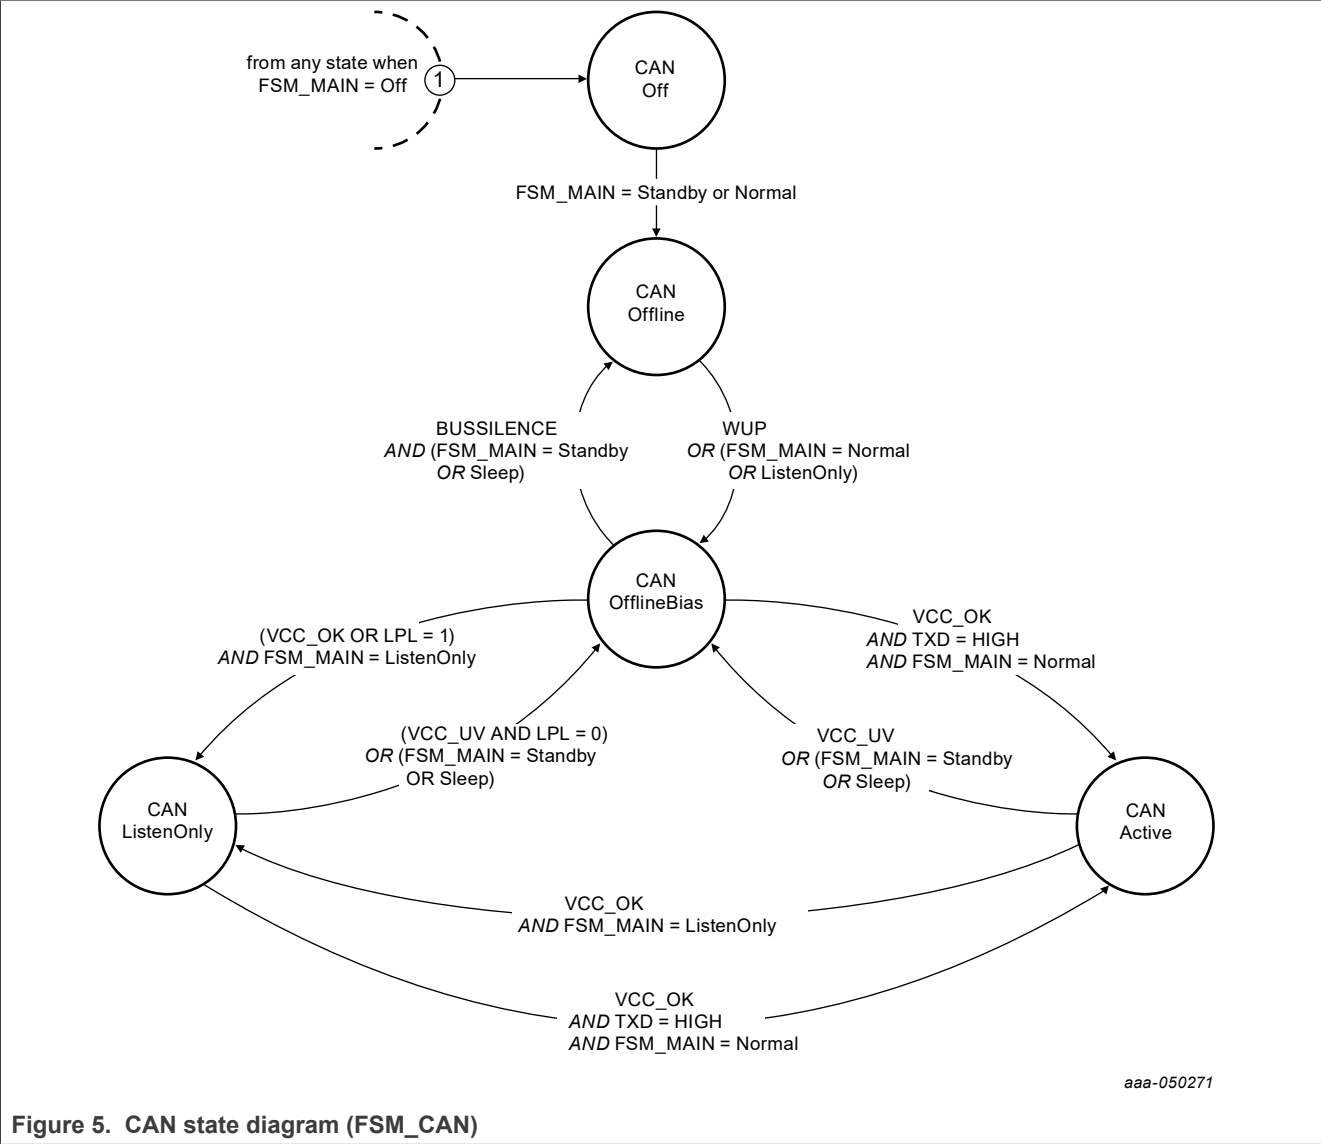 from any state when
FSM_MAIN = Off
1
CAN
Off
FSM_MAIN = Standby or Normal
CAN
Offline
BUSSILENCE
AND (FSM_MAIN = Standby
OR Sleep)
WUP
OR (FSM_MAIN = Normal
OR ListenOnly)
CAN
OfflineBias
(VCC_OK OR LPL = 1)
AND FSM_MAIN = ListenOnly
VCC_OK
AND TXD = HIGH
AND FSM_MAIN = Normal
(VCC_UV AND LPL = 0)
OR (FSM_MAIN = Standby
OR Sleep)
VCC_UV
OR (FSM_MAIN = Standby
OR Sleep)
CAN
ListenOnly
CAN
Active
VCC_OK
AND FSM_MAIN = ListenOnly
VCC_OK
AND TXD = HIGH
AND FSM_MAIN = Normal
aaa-050271
Figure 5. CAN state diagram (FSM_CAN)